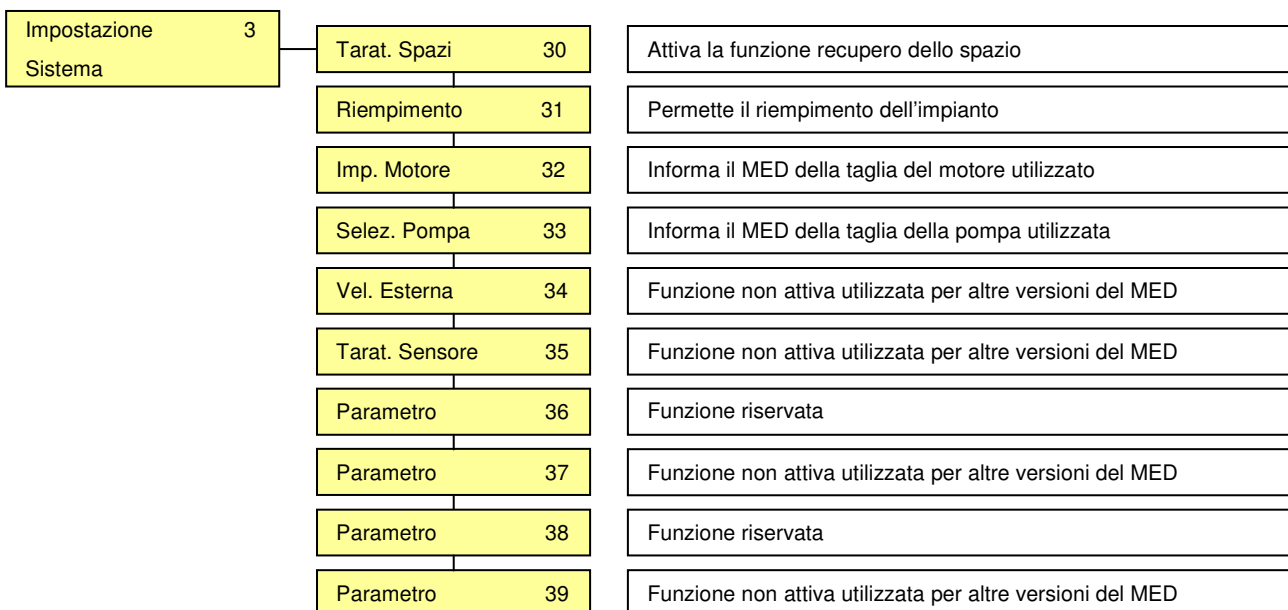 Impostazione 3
Sistema
Tarat. Spazi 30 Attiva la funzione recupero dello spazio
Riempimento 31 Permette il riempimento dell'impianto
Imp. Motore 32 Informa il MED della taglia del motore utilizzato
Selez. Pompa 33 Informa il MED della taglia della pompa utilizzata
Vel. Esterna 34 Funzione non attiva utilizzata per altre versioni del MED
Tarat. Sensore 35 Funzione non attiva utilizzata per altre versioni del MED
Parametro 36 Funzione riservata
Parametro 37 Funzione non attiva utilizzata per altre versioni del MED
Parametro 38 Funzione riservata
Parametro 39 Funzione non attiva utilizzata per altre versioni del MED